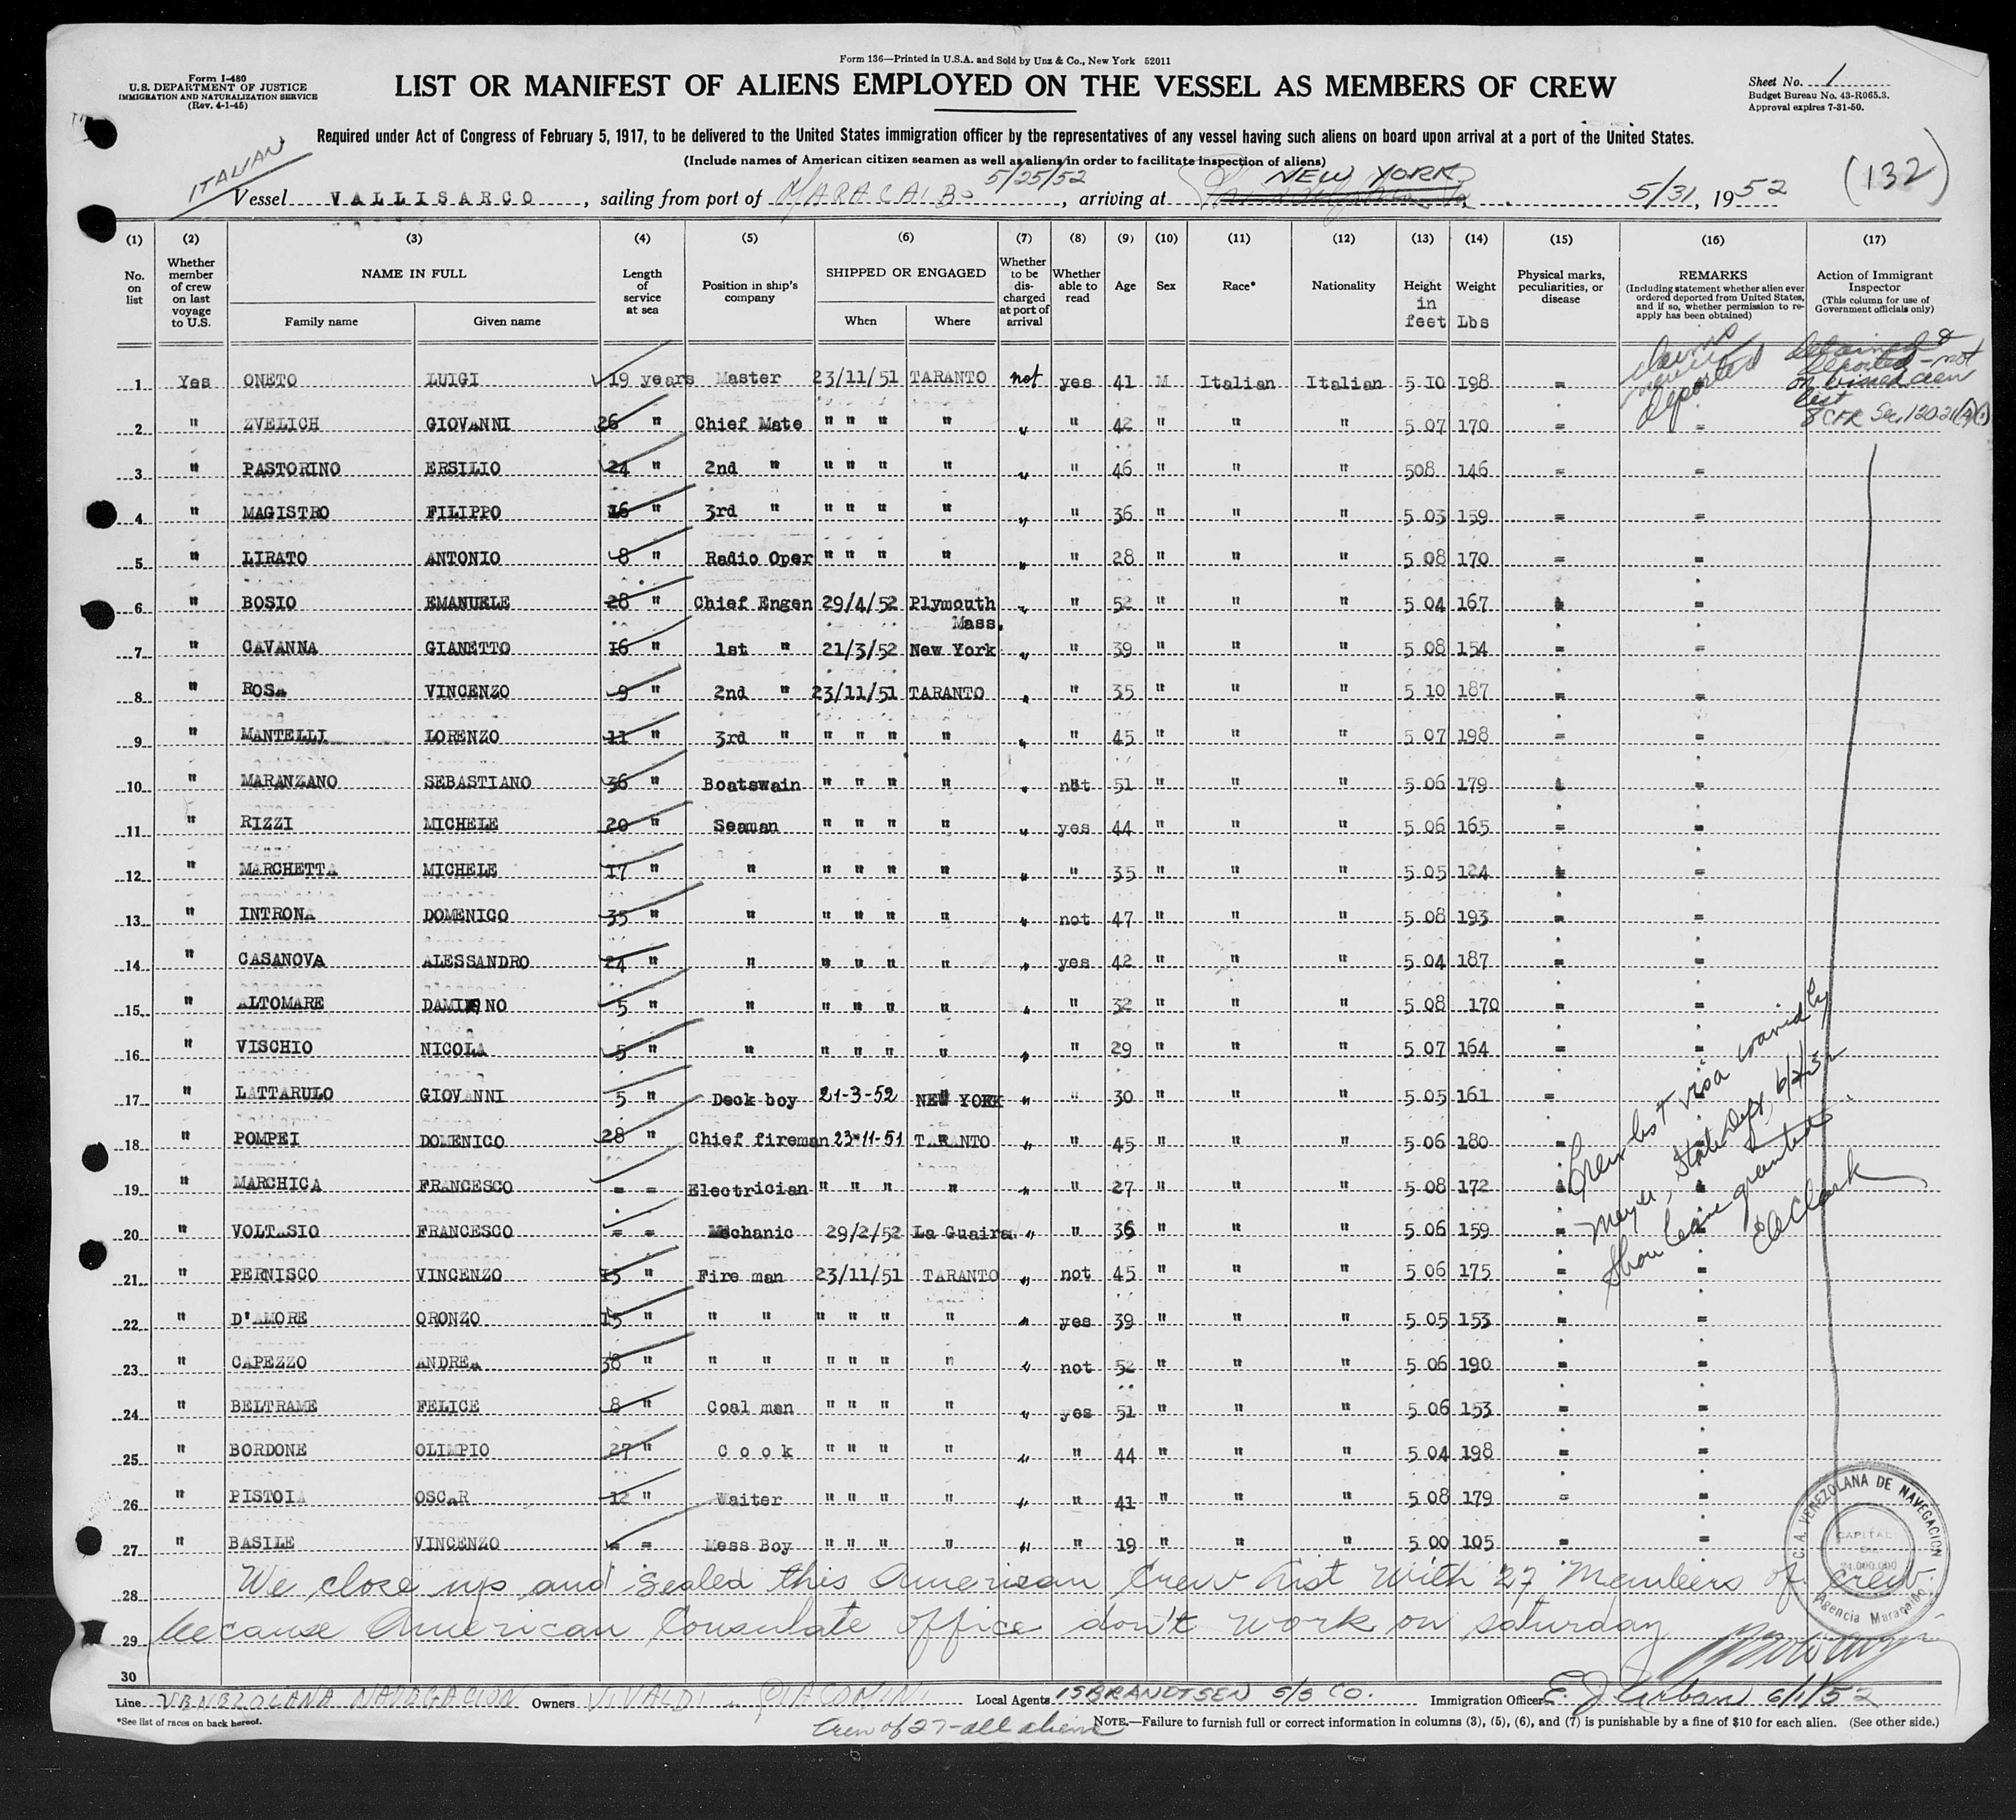 Form 136—Printed in U.S.A. and Sold by Unz & Co., New York 52011
Form I-480
U.S. DEPARTMENT OF JUSTICE
IMMIGRATION AND NATURALIZATION SERVICE
(Rev. 4-1-45)
LIST OR MANIFEST OF ALIENS EMPLOYED ON THE VESSEL AS MEMBERS OF CREW
Sheet No. 1
Budget Bureau No. 43-R065.3.
Approval expires 7-31-50.
Required under Act of Congress of February 5, 1917, to be delivered to the United States immigration officer by the representatives of any vessel having such aliens on board upon arrival at a port of the United States.
(Include names of American citizen seamen as well as aliens in order to facilitate inspection of aliens)
ITALIAN
5/25/52
NEW YORK
(132)
Vessel VALLISARCO, sailing from port of MARACAIBO, arriving at 5/31, 1952
(1) (2) (3) (4) (5) (6) (7) (8) (9) (10) (11) (12) (13) (14) (15) (16) (17)
No. on list
Whether member of crew on last voyage to U.S.
NAME IN FULL
Family name Given name
Length of service at sea
Position in ship's company
SHIPPED OR ENGAGED
When Where
Whether to be discharged at port of arrival
Whether able to read
Age
Sex
Race*
Nationality
Height in feet
Weight Lbs
Physical marks, peculiarities, or disease
REMARKS
(Including statement whether alien ever ordered deported from United States, and if so, whether permission to reapply has been obtained)
Action of Immigrant Inspector
(This column for use of Government officials only)
1 Yes ONETO LUIGI 19 years Master 23/11/51 TARANTO not yes 41 M Italian Italian 5 10 198 =
never deported
detained & deported - not on visaed crew list
8 CFR Sec. 120.21
2 " ZVELICH GIOVANNI 26 " Chief Mate " " " " " " 42 " " " 5 07 170 = =
3 " PASTORINO ERSILIO 24 " 2nd " " " " " " " 46 " " " 508 146 = =
4 " MAGISTRO FILIPPO 16 " 3rd " " " " " " " 36 " " " 5 03 159 = =
5 " LIRATO ANTONIO 8 " Radio Oper " " " " " " 28 " " " 5 08 170 = =
6 " BOSIO EMANUELE 28 " Chief Engen 29/4/52 Plymouth Mass. " " 52 " " " 5 04 167 =
7 " CAVANNA GIANETTO 16 " 1st " 21/3/52 New York " " 39 " " " 5 08 154 = =
8 " ROSA VINCENZO 9 " 2nd " 23/11/51 TARANTO " " 35 " " " 5 10 187 = =
9 " MANTELLI LORENZO 11 " 3rd " " " " " " " 45 " " " 5 07 198 = =
10 " MARANZANO SEBASTIANO 36 " Boatswain " " " " " not 51 " " " 5 06 179 =
11 " RIZZI MICHELE 20 " Seaman " " " " " yes 44 " " " 5 06 165 = =
12 " MARCHETTA MICHELE 17 " " " " " " " " 35 " " " 5 05 124 =
13 " INTRONA DOMENICO 35 " " " " " " " not 47 " " " 5 08 193 = =
14 " CASANOVA ALESSANDRO 24 " " " " " " " yes 42 " " " 5 04 187 = =
15 " ALTOMARE DAMIANO 5 " " " " " " " " 32 " " " 5 08 170 = =
16 " VISCHIO NICOLA 5 " " " " " " " " 29 " " " 5 07 164 = =
17 " LATTARULO GIOVANNI 5 " Deck boy 21-3-52 NEW YORK " " 30 " " " 5 05 161 =
18 " POMPEI DOMENICO 28 " Chief fireman 23-11-51 TARANTO " " 45 " " " 5 06 180 =
19 " MARCHICA FRANCESCO = = Electrician " " " " " " 27 " " " 5 08 172
20 " VOLTASIO FRANCESCO = = Mechanic 29/2/52 La Guaira " " 36 " " " 5 06 159 = =
21 " PERNISCO VINCENZO 15 " Fire man 23/11/51 TARANTO " not 45 " " " 5 06 175 = =
22 " D'AMORE ORONZO 15 " " " " " " " " yes 39 " " " 5 05 153 = =
23 " CAPEZZO ANDREA 38 " " " " " " " " not 52 " " " 5 06 190 = =
24 " BELTRAME FELICE 8 " Coal man " " " " " yes 51 " " " 5 06 153 = =
25 " BORDONE OLIMPIO 27 " Cook " " " " " " 44 " " " 5 04 198 = =
26 " PISTOIA OSCAR 12 " Waiter " " " " " " 41 " " " 5 08 179 = =
27 " BASILE VINCENZO = = Mess Boy " " " " " " 19 " " " 5 00 105 = =
Crew list visa waived by
Meyer, State Dept, 6/2/52
Shore leave granted.
EA Clark
28 We close up and sealed this American Crew List with 27 Members of crew
29 because American Consulate office don't work on saturday
30
C. A. VENEZOLANA DE NAVEGACION
CAPITAL:
Agencia Maracaibo
Line VENEZOLANA NAVEGACION Owners VIVALDI - GIACOMINI Local Agents ISBRANDTSEN S/S CO. Immigration Officer E. J. Urban 6/1/52
*See list of races on back hereof.
Crew of 27 - all aliens
NOTE.—Failure to furnish full or correct information in columns (3), (5), (6), and (7) is punishable by a fine of $10 for each alien. (See other side.)